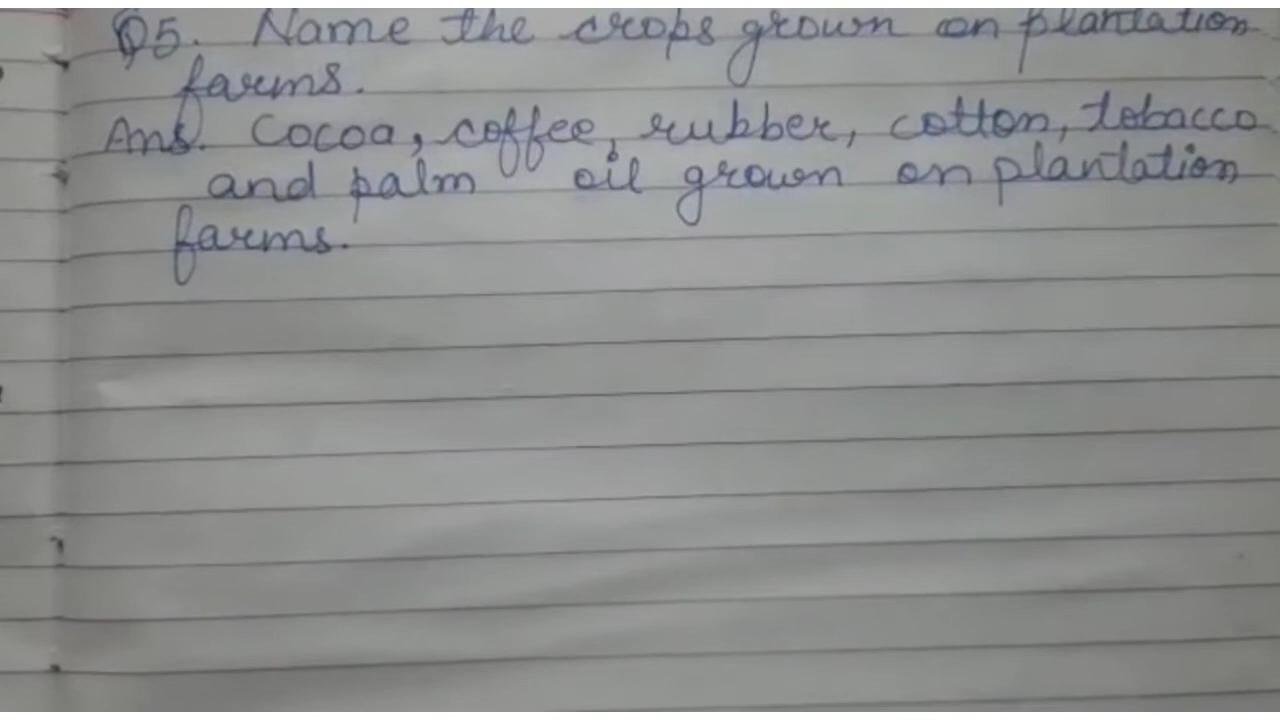 Q5. Name the crops grown on plantation
farms.
Ans. Cocoa, coffee, rubber, cotton, tobacco
and palm oil grown on plantation
farms.